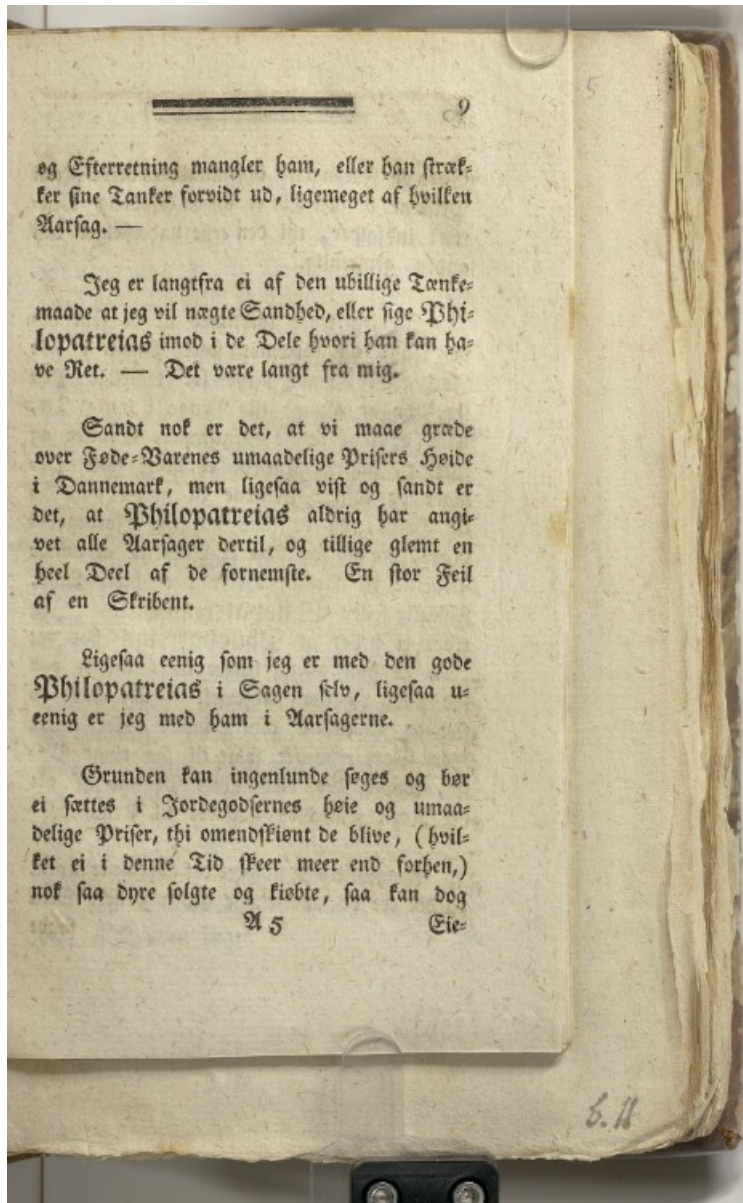 9
og Efterretning mangler ham, eller han stræk-
ker sine Tanker forvidt ud, ligemeget af hvilken
Aarsag. —
Jeg er langtfra ei af den ubillige Tænke-
maade at jeg vil nægte Sandhed, eller sige Phi-
lopatreias imod i de Dele hvori han kan ha-
ve Ret. — Det være langt fra mig.
Sandt nok er det, at vi maae græde
over Føde-Varenes umaadelige Prisers Høide
i Dannemark, men ligesaa vist og sandt er
det, at Philopatreias aldrig har angi-
vet alle Aarsager dertil, og tillige glemt en
heel Deel af de fornemste. En stor Feil
af en Skribent.
Ligesaa eenig som jeg er med den gode
Philopatreias i Sagen selv, ligesaa u-
eenig er jeg med ham i Aarsagerne.
Grunden kan ingenlunde søges og bør
ei sættes i Jordegodsernes høie og umaa-
delige Priser, thi omendskiønt de blive, (hvil-
ket ei i denne Tid skeer meer end forhen,)
nok saa dyre solgte og kiøbte, saa kan dog
A 5 Eie-
5